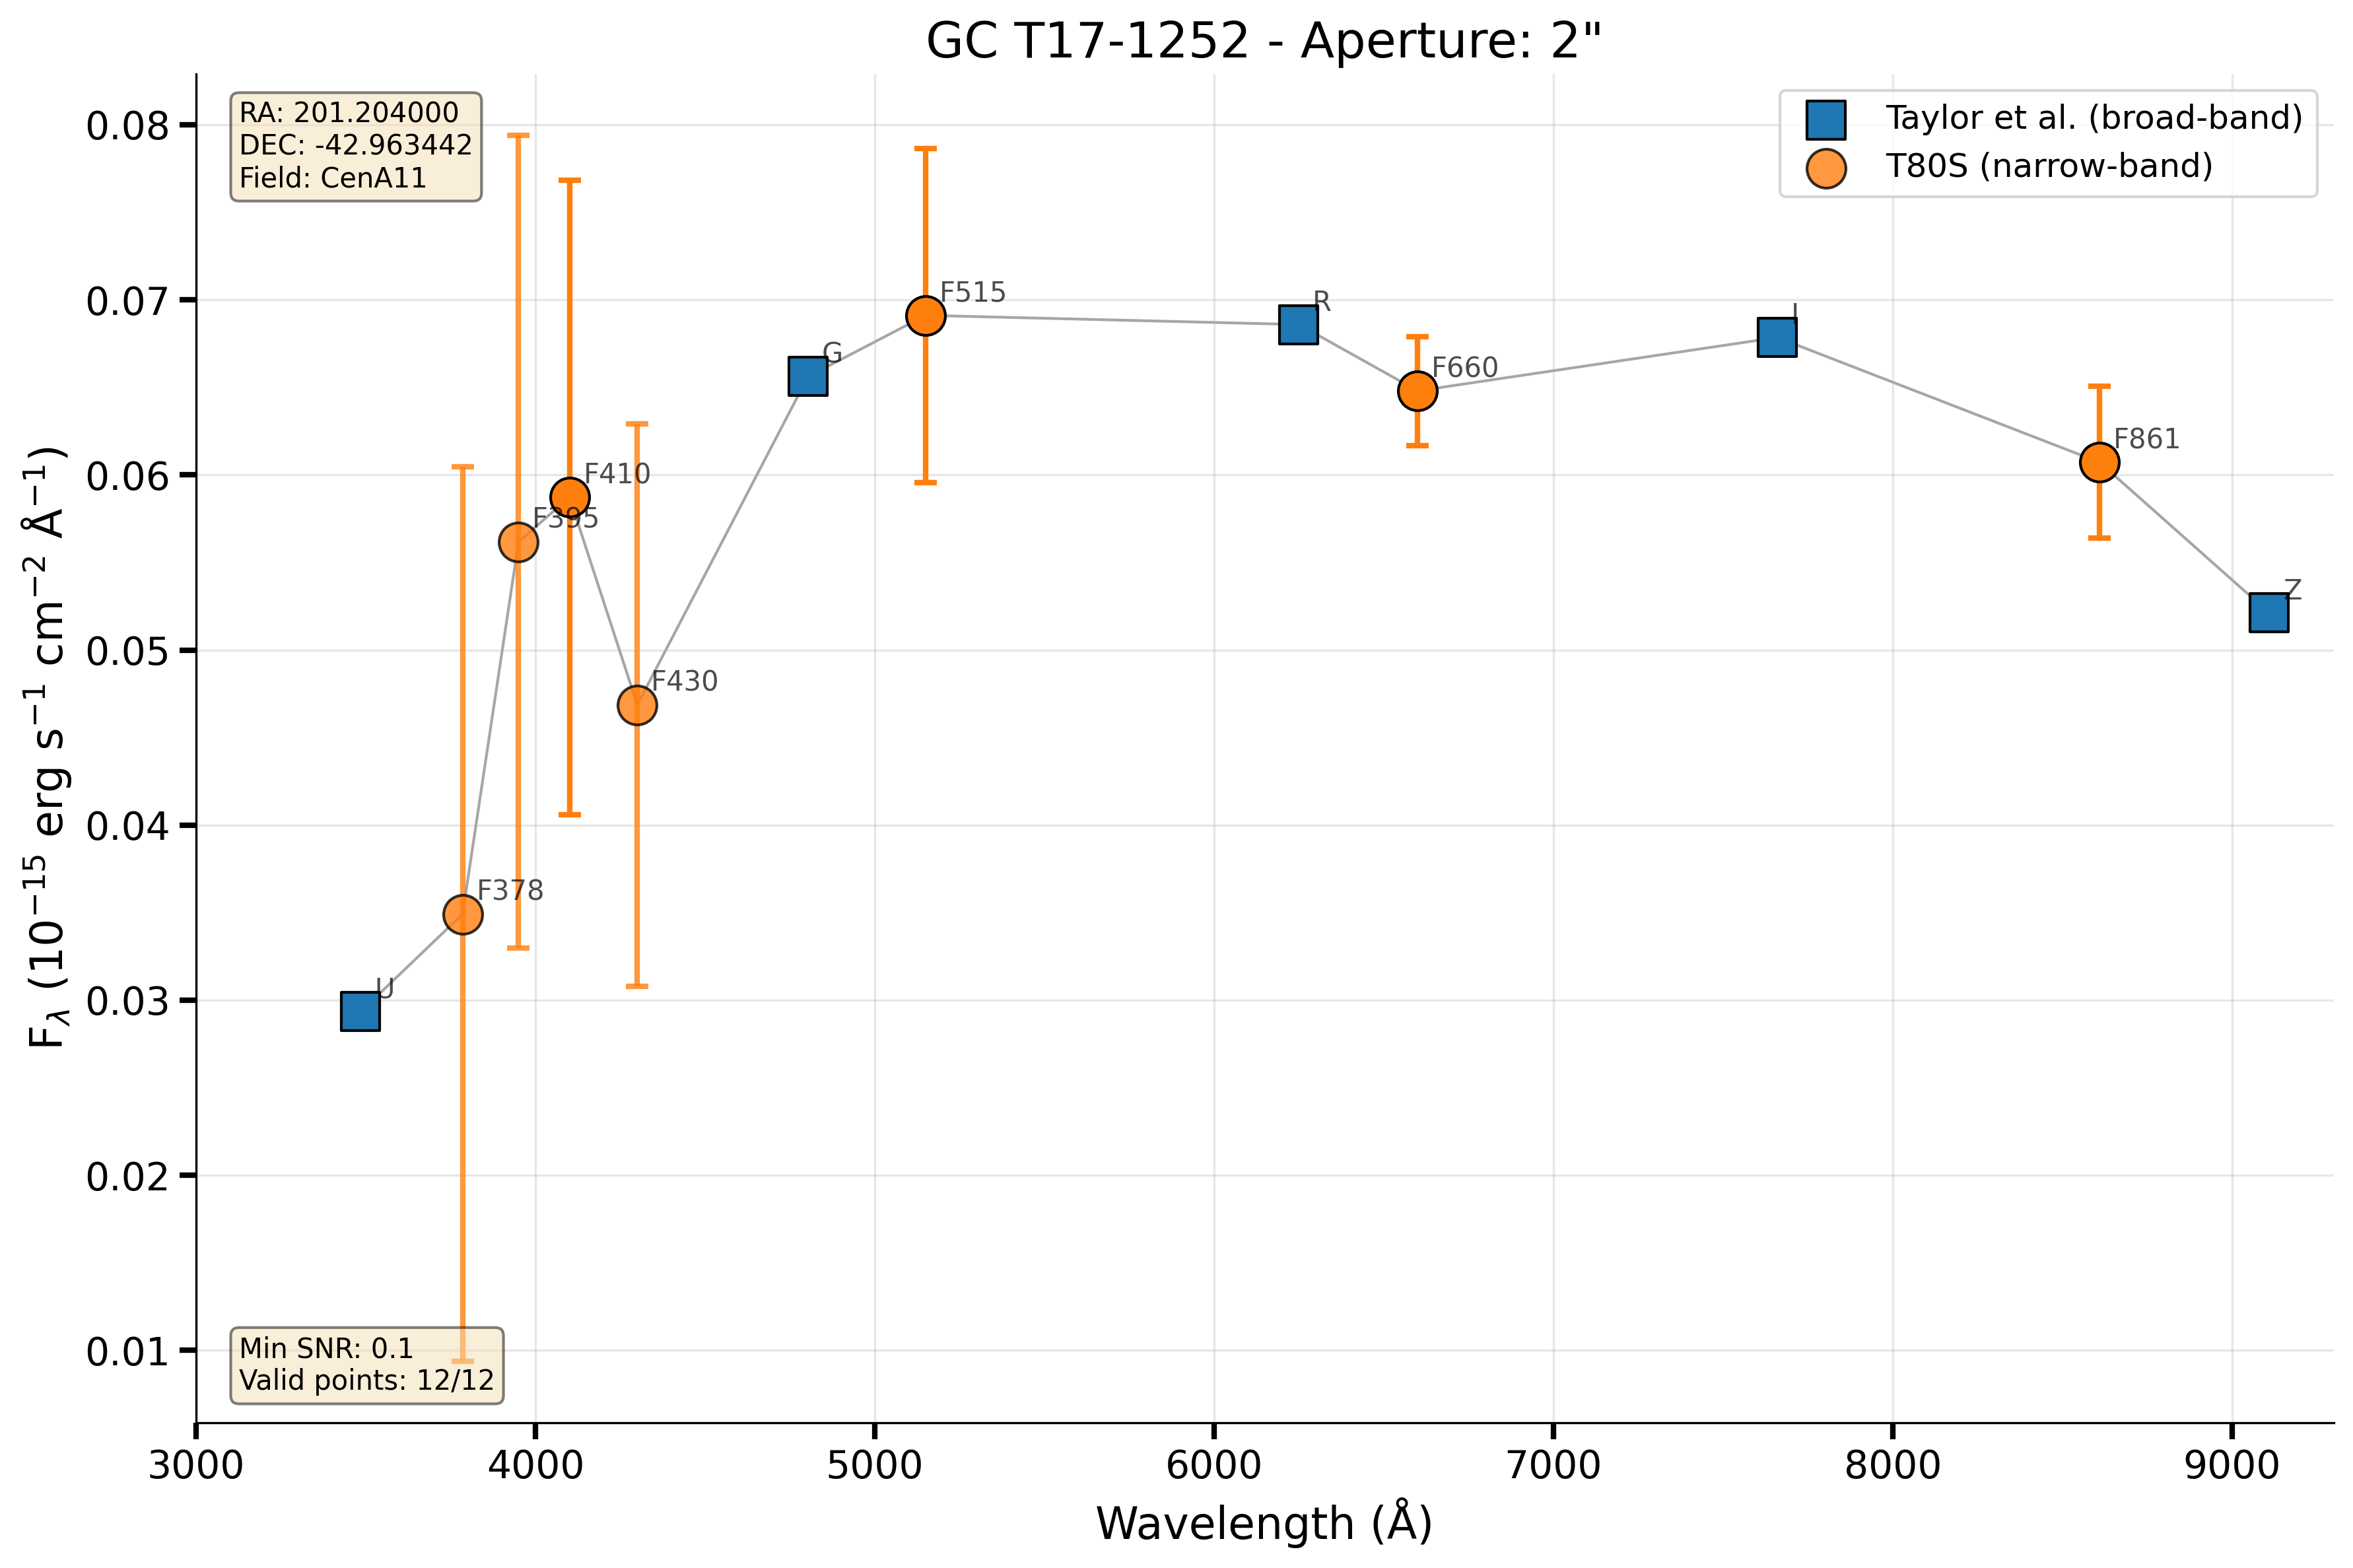 GC T17-1252 - Aperture: 2"
RA: 201.204000
DEC: -42.963442
Field: CenA11
Taylor et al. (broad-band)
T80S (narrow-band)
0.08
0.07
0.06
0.05
0.04
0.03
0.02
0.01
F_λ (10⁻¹⁵ erg s⁻¹ cm⁻² Å⁻¹)
U
F378
F395
F410
F430
G
F515
R
F660
I
F861
Z
Min SNR: 0.1
Valid points: 12/12
3000 4000 5000 6000 7000 8000 9000
Wavelength (Å)